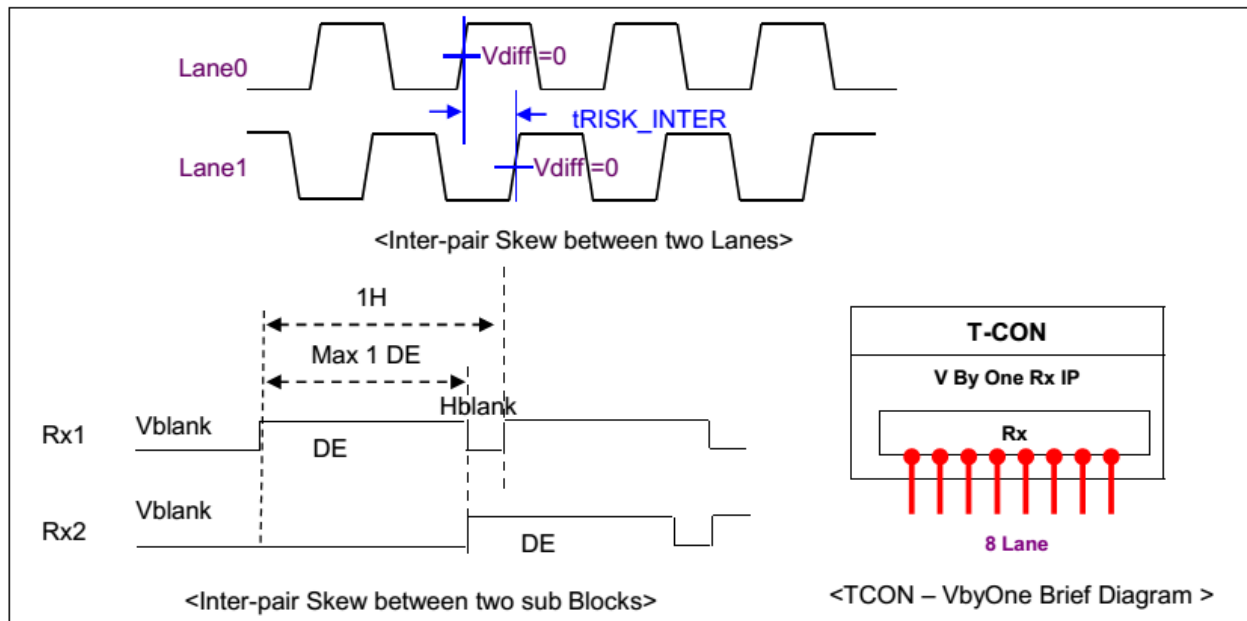 Lane0
Vdiff =0
tRISK_INTER
Lane1
Vdiff =0
<Inter-pair Skew between two Lanes>
1H
Max 1 DE
Hblank
Rx1
Vblank
DE
Rx2
Vblank
DE
<Inter-pair Skew between two sub Blocks>
T-CON
V By One Rx IP
Rx
8 Lane
<TCON – VbyOne Brief Diagram >